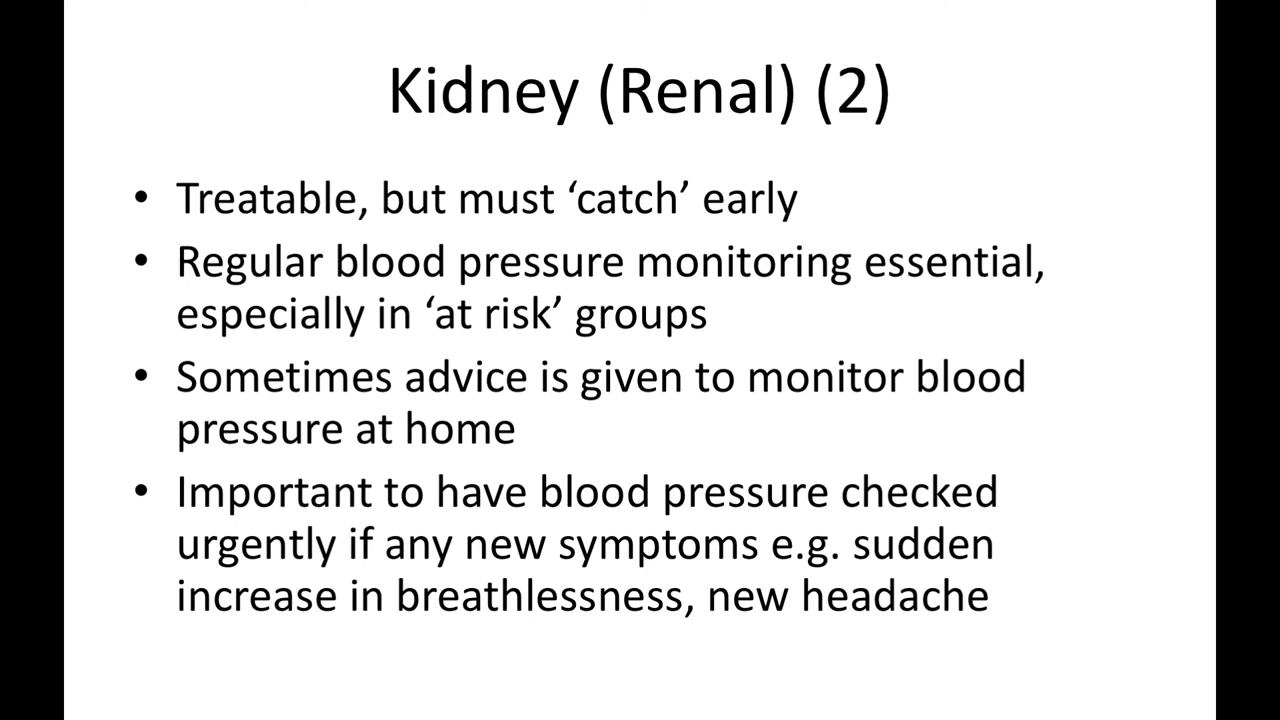 Kidney (Renal) (2)
• Treatable, but must ‘catch’ early
• Regular blood pressure monitoring essential,
especially in ‘at risk’ groups
• Sometimes advice is given to monitor blood
pressure at home
• Important to have blood pressure checked
urgently if any new symptoms e.g. sudden
increase in breathlessness, new headache